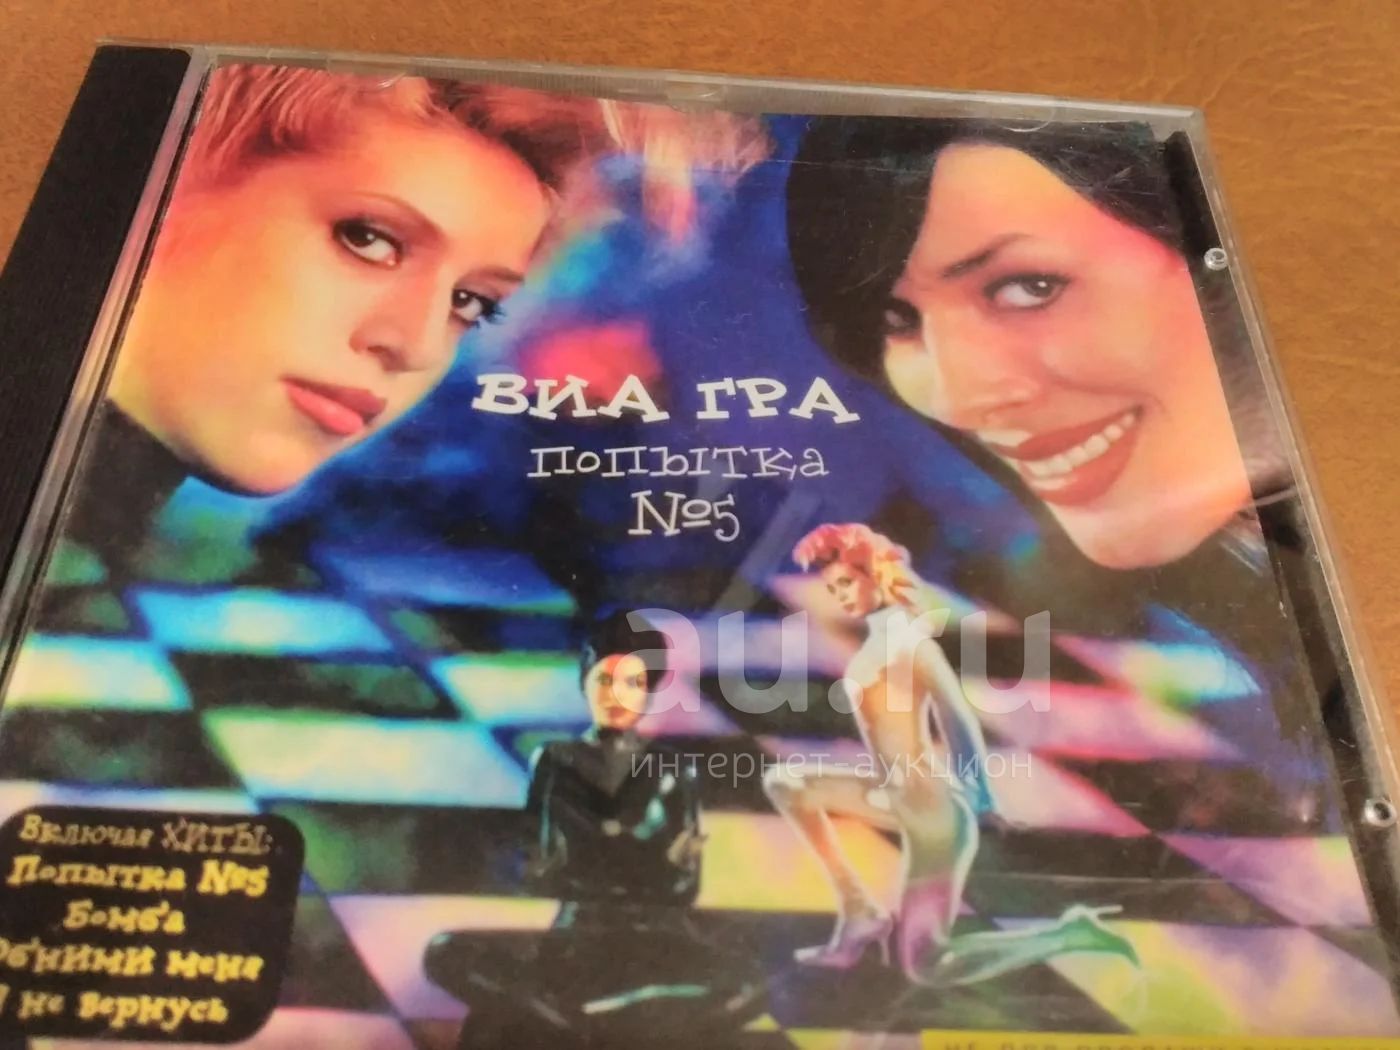 ВИА ГРА
ПОПЫТКА
№5
au.ru
интернет-аукцион
Включая ХИТЫ:
Попытка №5
Бомба
Обними меня
Я не вернусь